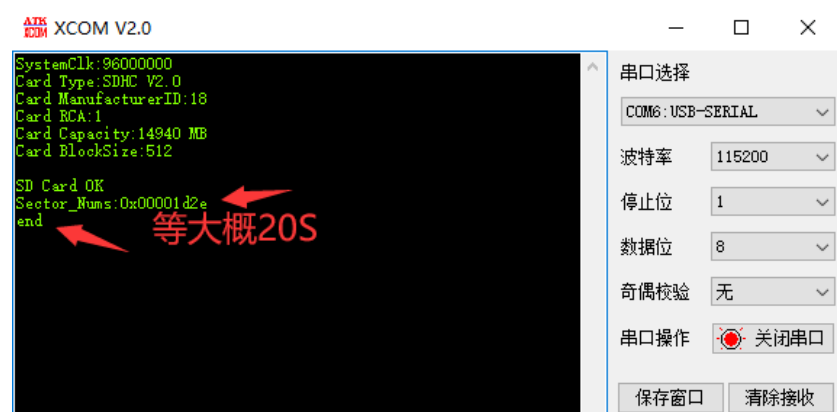 ATK XCOM XCOM V2.0
SystemClk:96000000
Card Type:SDHC V2.0
Card ManufacturerID:18
Card RCA:1
Card Capacity:14940 MB
Card BlockSize:512
SD Card OK
Sector_Nums:0x00001d2e
end
等大概20S
串口选择
COM6:USB-SERIAL
波特率 115200
停止位 1
数据位 8
奇偶校验 无
串口操作 关闭串口
保存窗口 清除接收